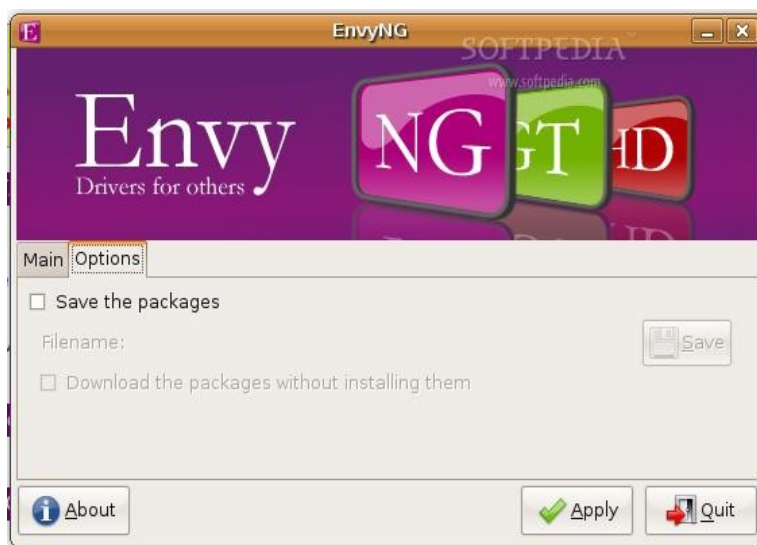 EnvyNG
SOFTPEDIA
www.softpedia.com
Envy
Drivers for others
NG
GT
HD
Main
Options
Save the packages
Filename:
Save
Download the packages without installing them
About
Apply
Quit